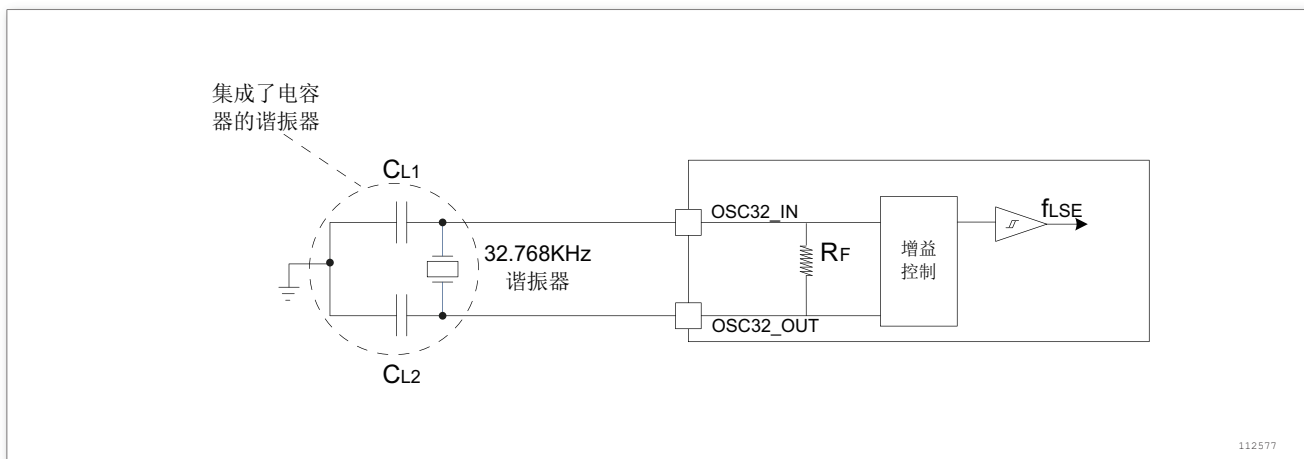 集成了电容
器的谐振器
CL1
OSC32_IN
fLSE
32.768KHz
谐振器
RF
增益
控制
OSC32_OUT
CL2
112577